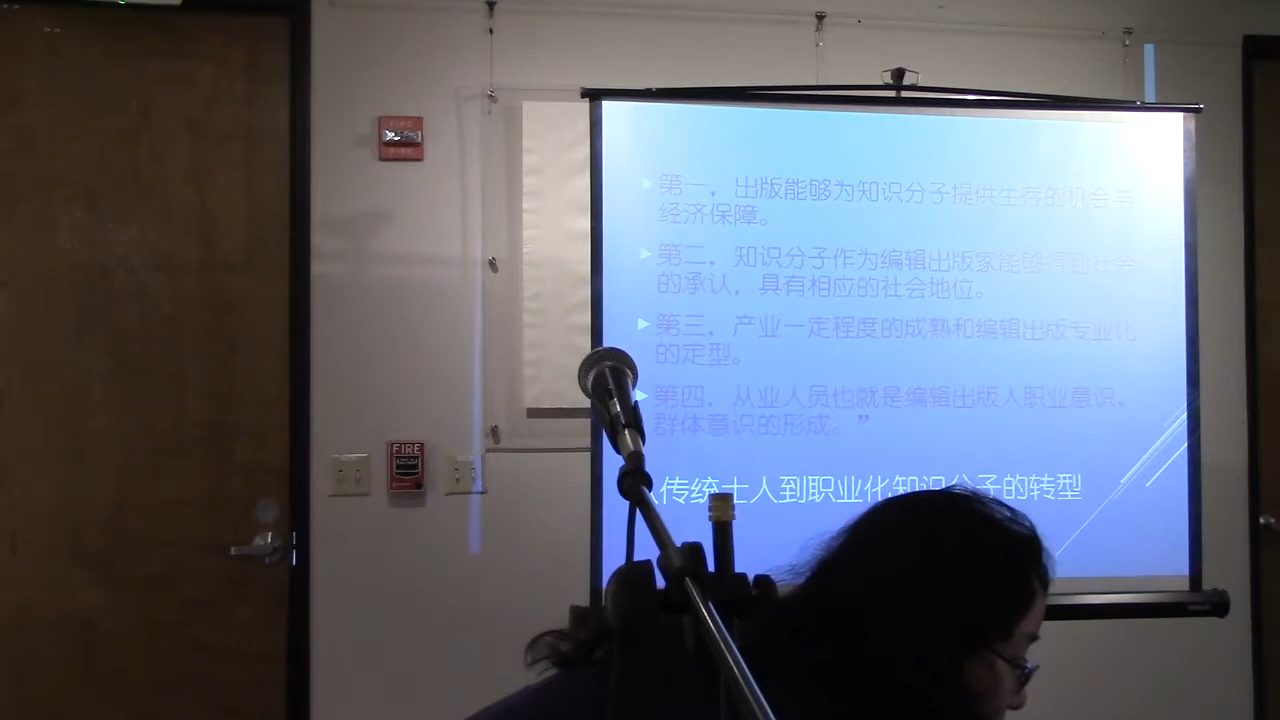 FIRE
FIRE
第一，出版能够为知识分子提供生存的机会与
经济保障。
第二，知识分子作为编辑出版家能够得到社会
的承认，具有相应的社会地位。
第三，产业一定程度的成熟和编辑出版专业化
的定型。
第四，从业人员也就是编辑出版人职业意识，
群体意识的形成。”
传统士人到职业化知识分子的转型